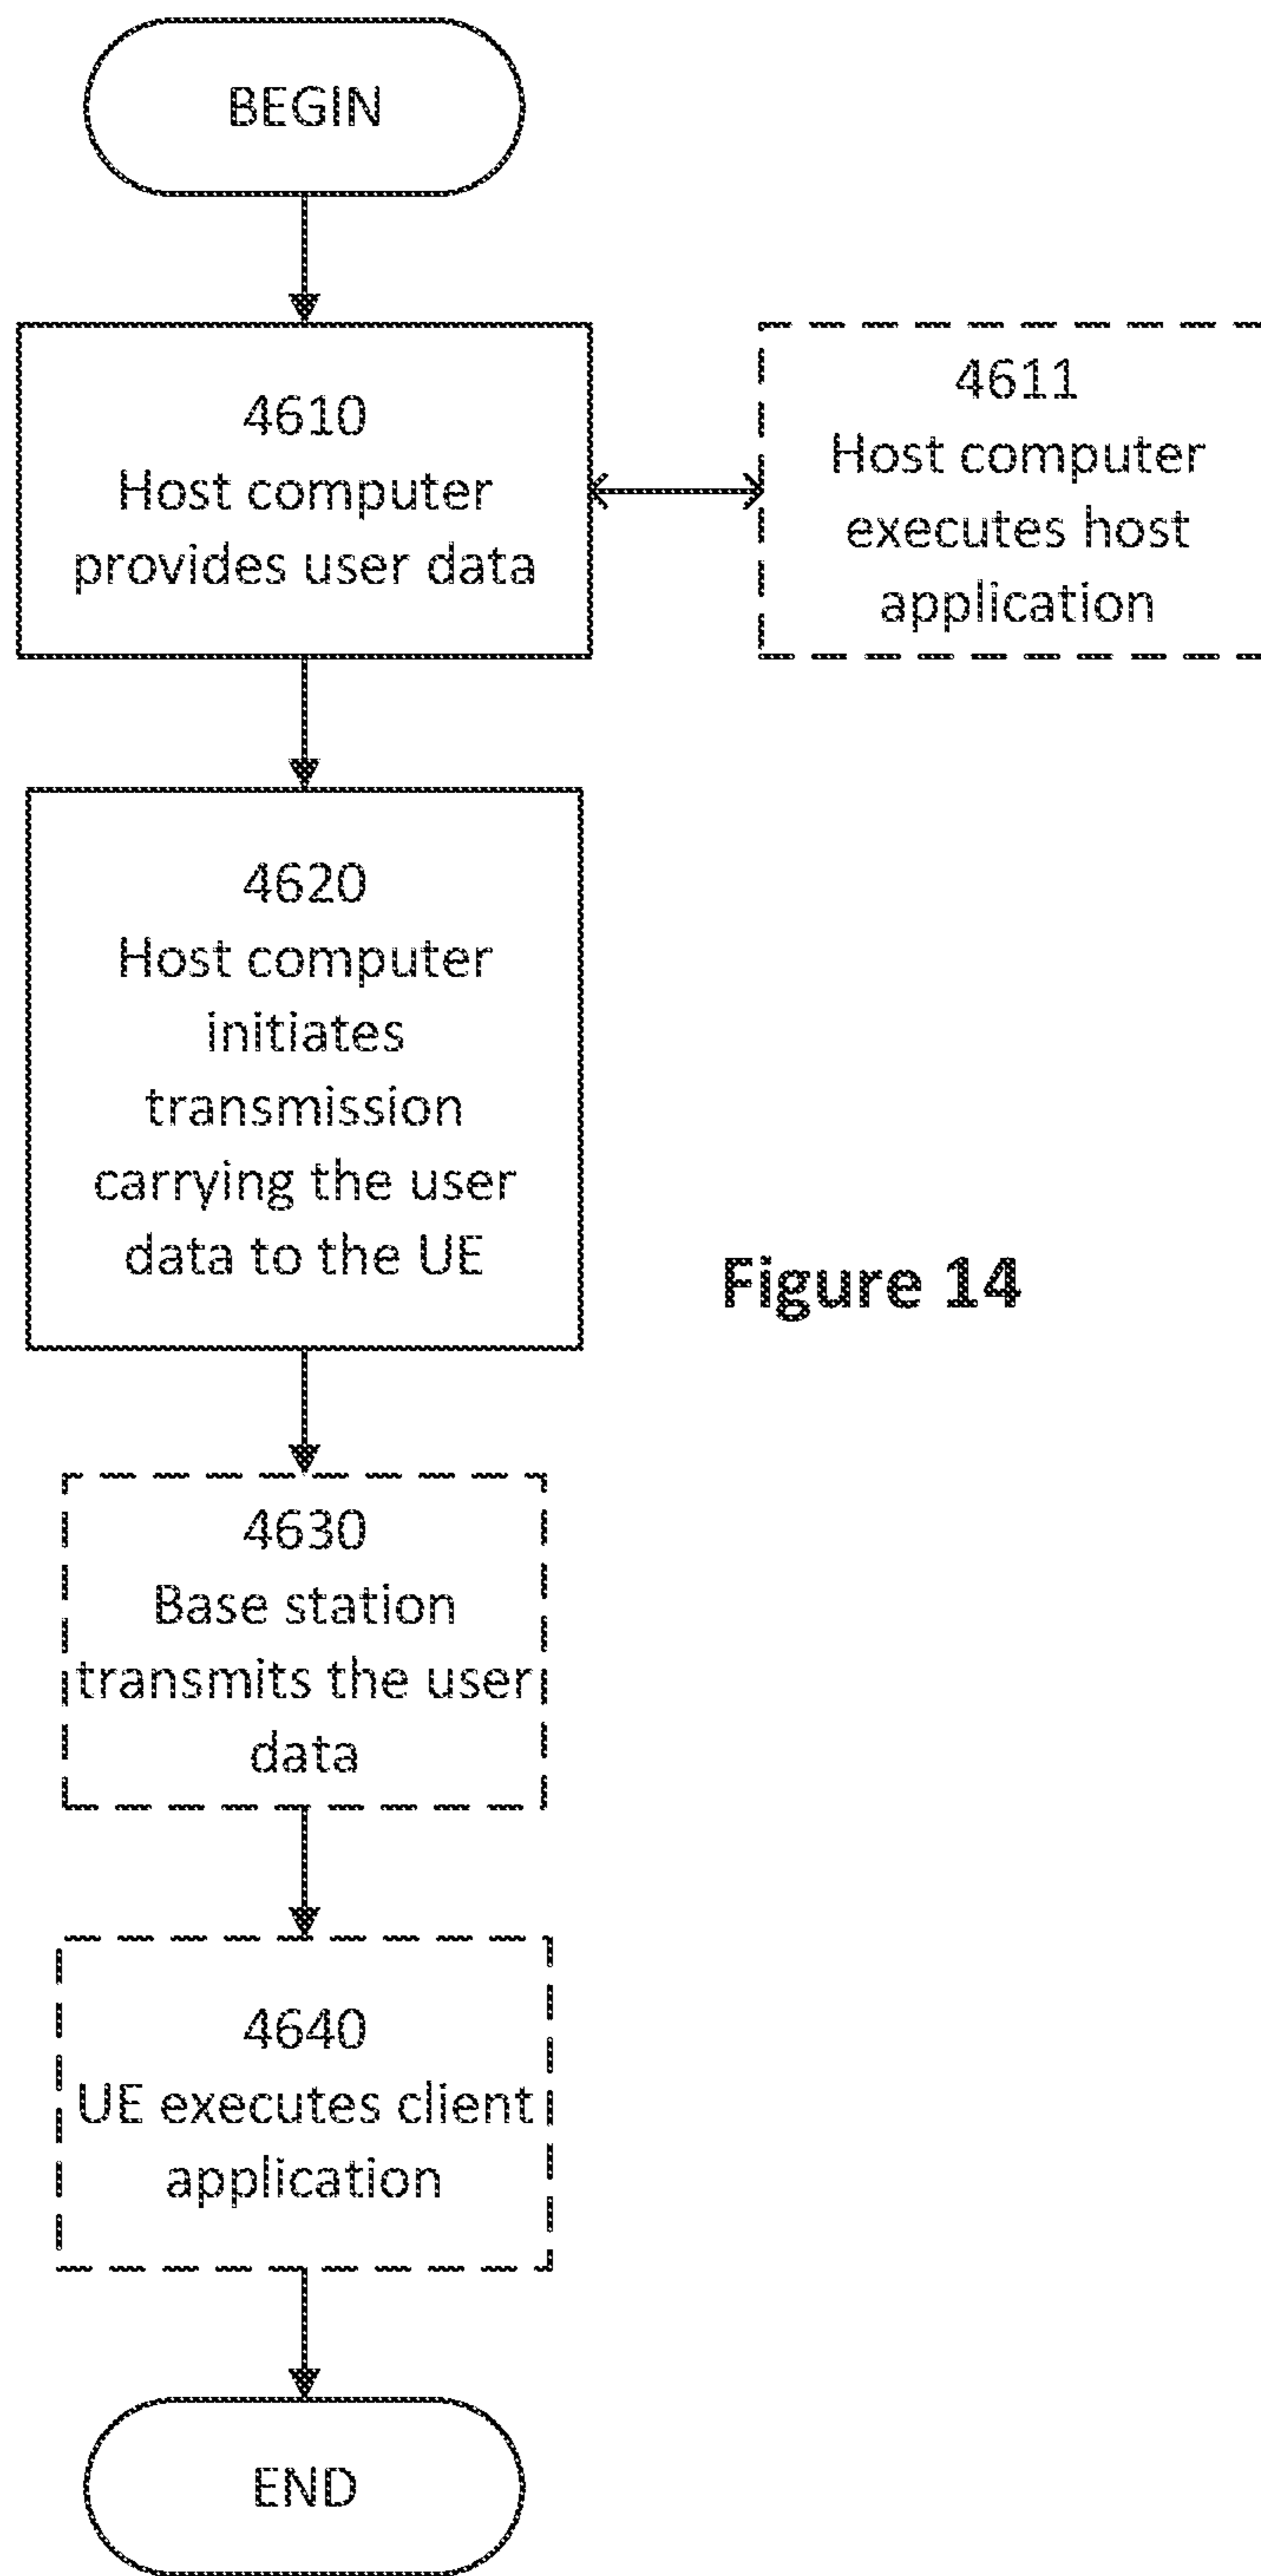 BEGIN
4610
Host computer
provides user data
4611
Host computer
executes host
application
4620
Host computer
initiates
transmission
carrying the user
data to the UE
Figure 14
4630
Base station
transmits the user
data
4640
UE executes client
application
END